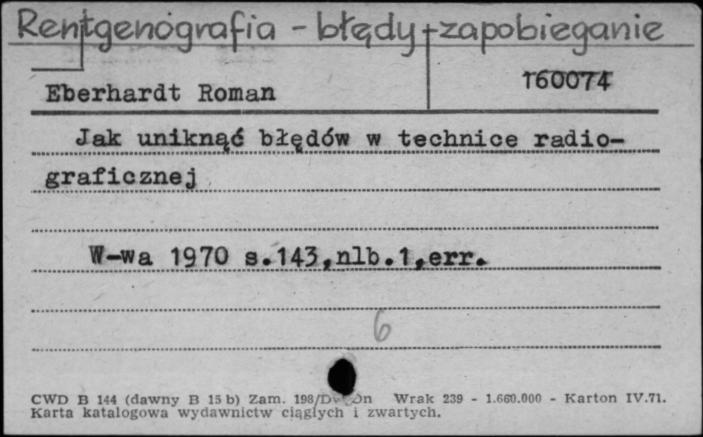 Rentgenografia - błędy - zapobieganie
160074
Eberhardt Roman
Jak uniknąć błędów w technice radio-
graficznej
W-wa 1970 s.143,nlb.1,err.
6
CWD B 144 (dawny B 15 b) Zam. 198/ Wrak 239 - 1.660.000 - Karton IV.71.
Karta katalogowa wydawnictw ciągłych i zwartych.